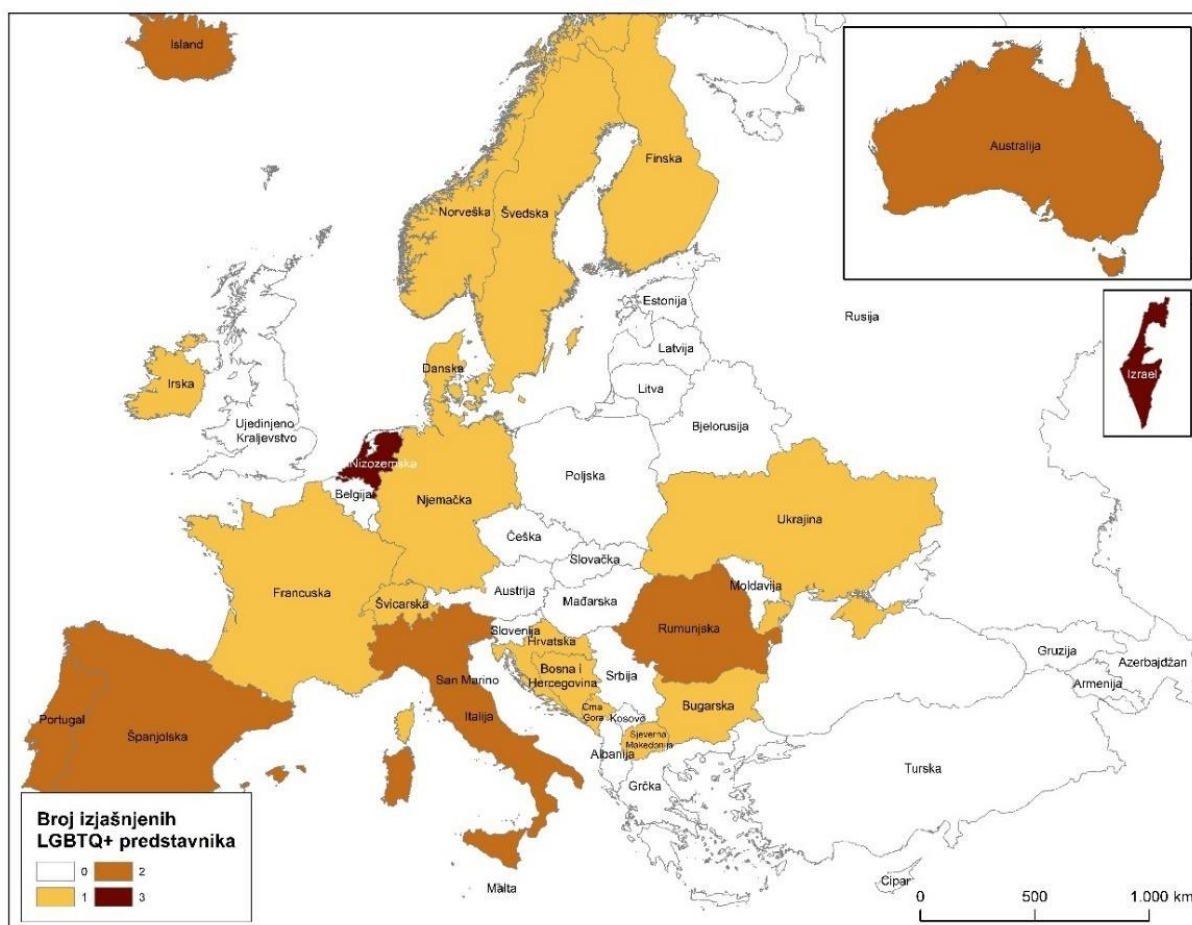 Island
Australija
Finska
Norveška
Švedska
Estonija
Rusija
Latvija
Izrael
Danska
Litva
Irska
Bjelorusija
Ujedinjeno
Kraljevstvo
Nizozemska
Poljska
Belgija
Njemačka
Ukrajina
Češka
Slovačka
Moldavija
Austrija
Mađarska
Francuska
Švicarska
Rumunjska
Slovenija
Hrvatska
Gruzija
Azerbajdžan
Bosna i
Hercegovina
Srbija
San Marino
Armenija
Crna
Gora
Kosovo
Bugarska
Portugal
Španjolska
Italija
Sjeverna
Makedonija
Albanija
Turska
Grčka
Malta
Cipar
Broj izjašnjenih
LGBTQ+ predstavnika
0
2
1
3
0 500 1.000 km